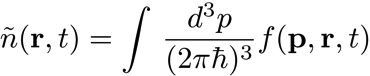 ñ(r, t) = ∫ d³p/(2πħ)³ f(p, r, t)